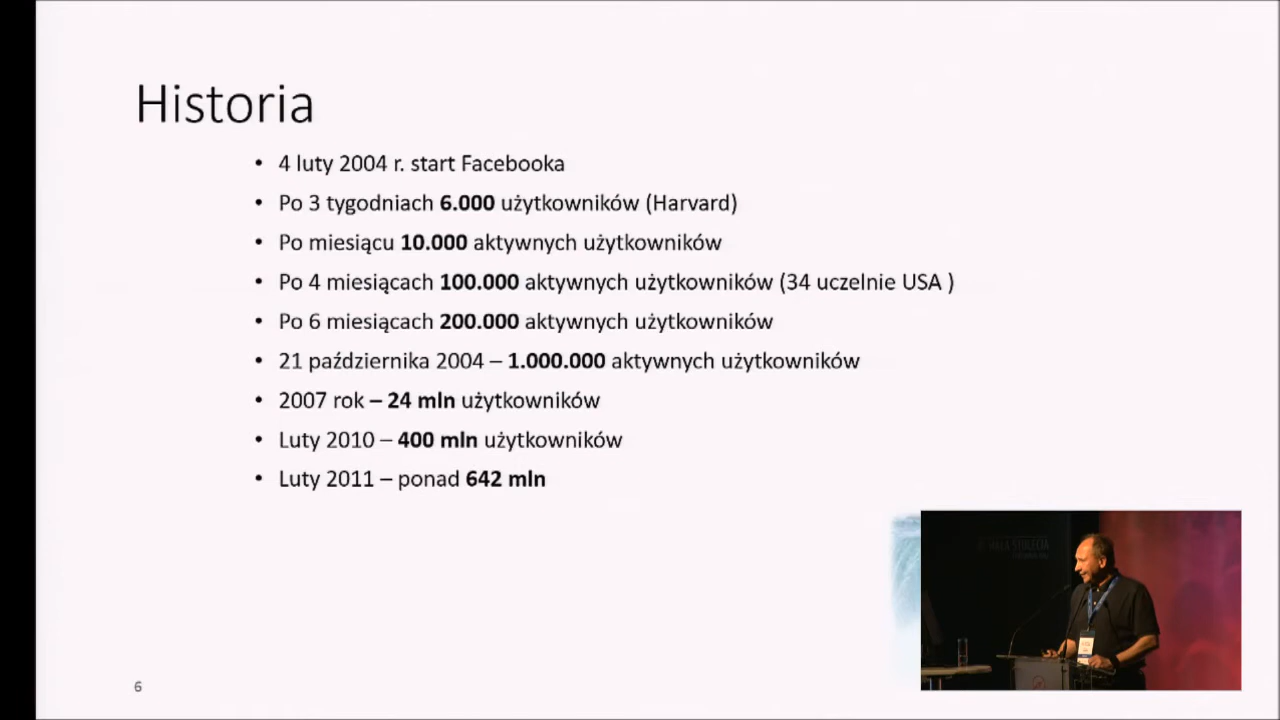 Historia
• 4 luty 2004 r. start Facebooka
• Po 3 tygodniach 6.000 użytkowników (Harvard)
• Po miesiącu 10.000 aktywnych użytkowników
• Po 4 miesiącach 100.000 aktywnych użytkowników (34 uczelnie USA )
• Po 6 miesiącach 200.000 aktywnych użytkowników
• 21 października 2004 – 1.000.000 aktywnych użytkowników
• 2007 rok – 24 mln użytkowników
• Luty 2010 – 400 mln użytkowników
• Luty 2011 – ponad 642 mln
HALA STULECIA
6